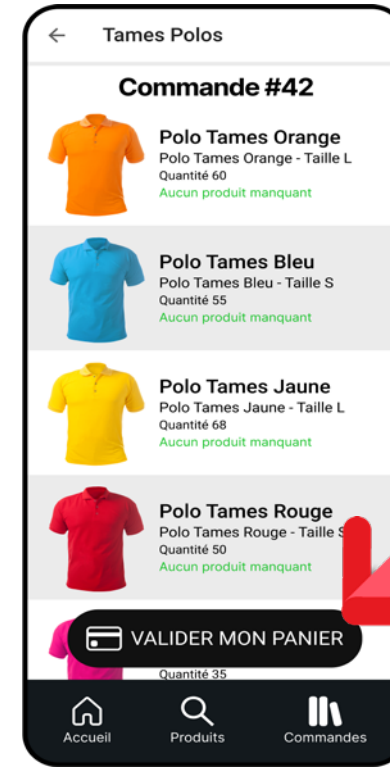 Tames Polos
Commande #42
Polo Tames Orange
Polo Tames Orange - Taille L
Quantité 60
Aucun produit manquant
Polo Tames Bleu
Polo Tames Bleu - Taille S
Quantité 55
Aucun produit manquant
Polo Tames Jaune
Polo Tames Jaune - Taille L
Quantité 68
Aucun produit manquant
Polo Tames Rouge
Polo Tames Rouge - Taille S
Quantité 50
Aucun produit manquant
VALIDER MON PANIER
Quantité 35
Accueil
Produits
Commandes